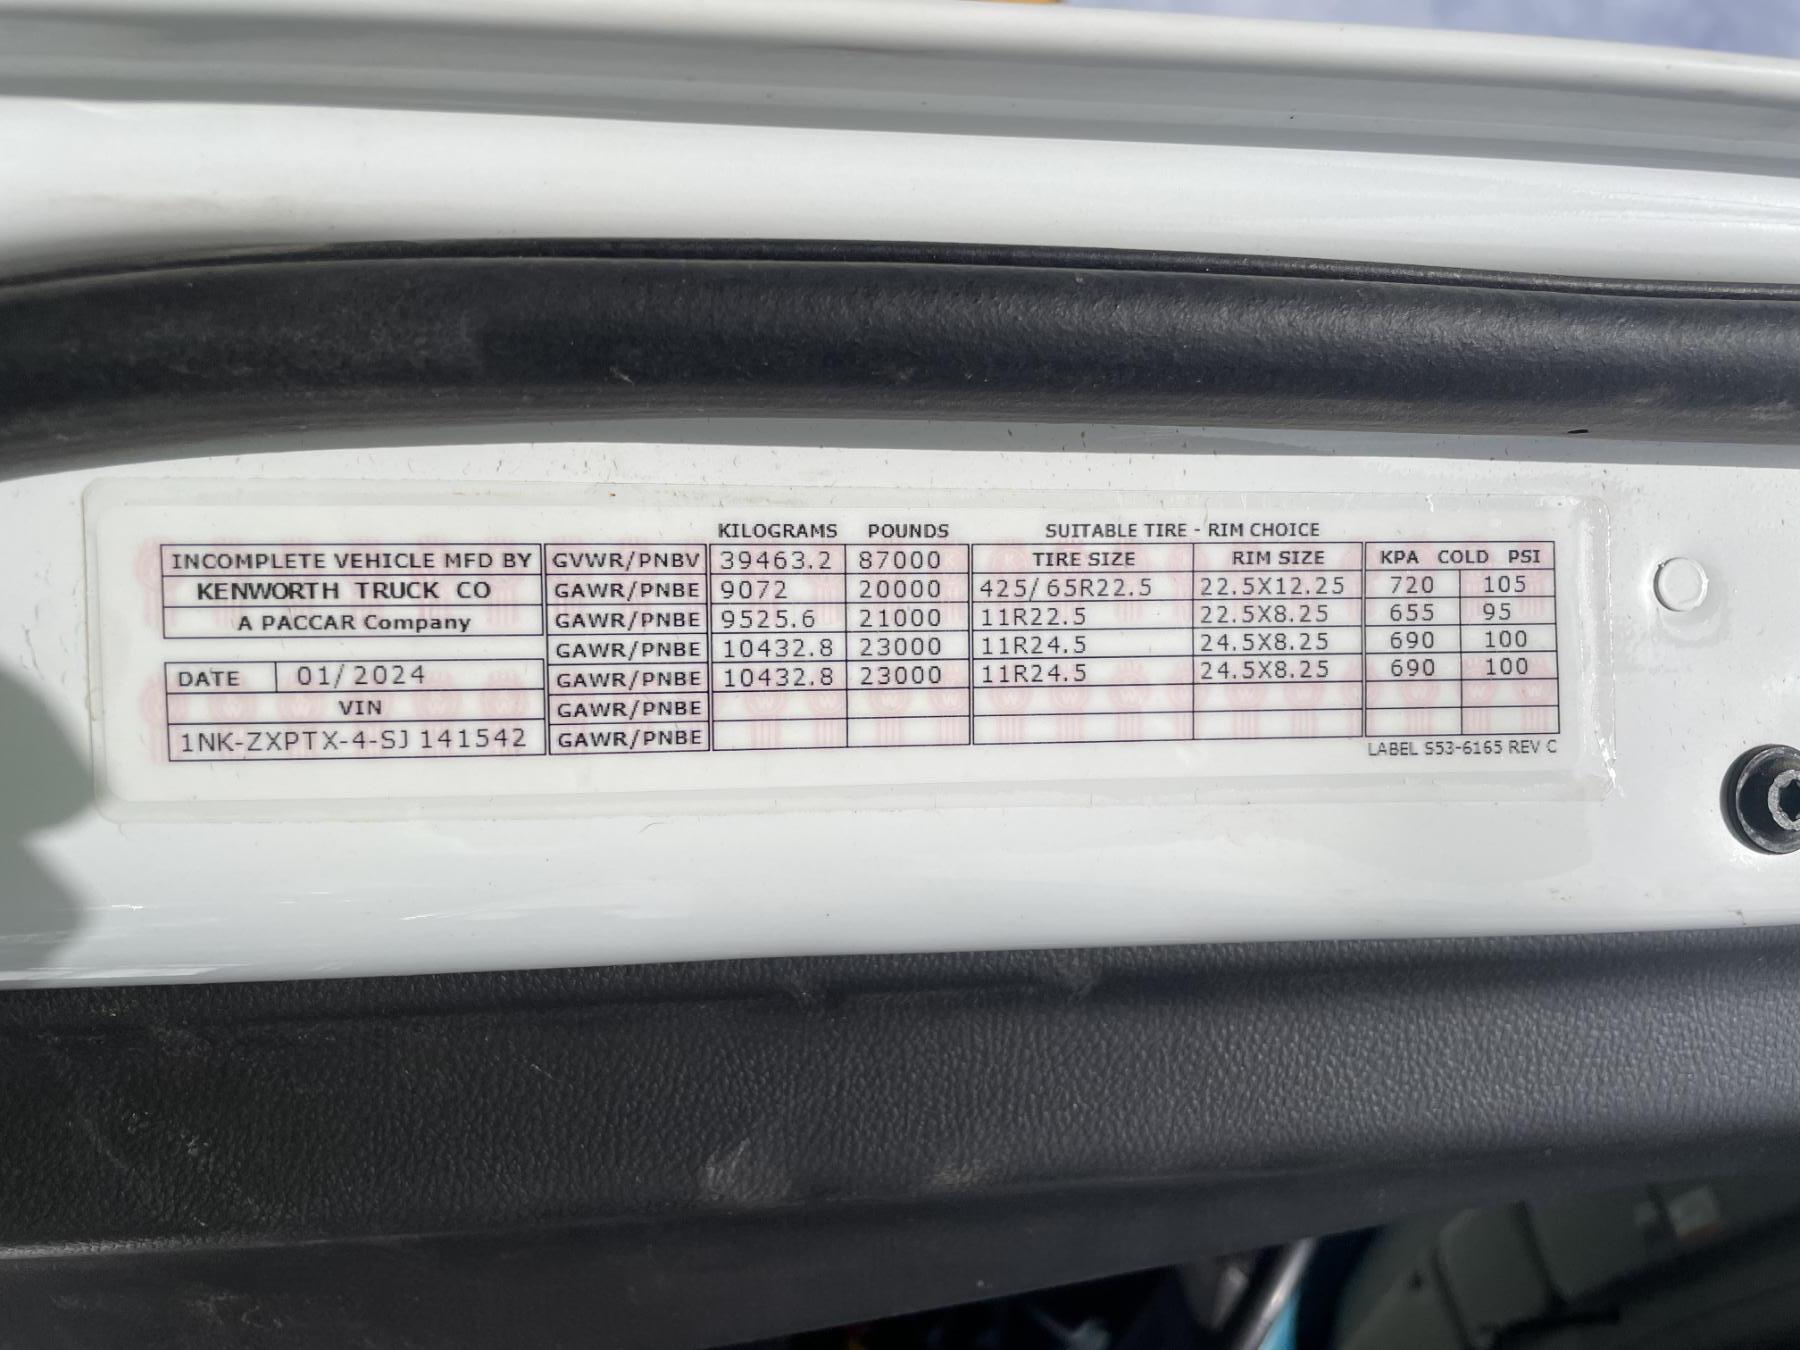 KILOGRAMS POUNDS SUITABLE TIRE - RIM CHOICE
INCOMPLETE VEHICLE MFD BY GVWR/PNBV 39463.2 87000 TIRE SIZE RIM SIZE KPA COLD PSI
KENWORTH TRUCK CO GAWR/PNBE 9072 20000 425/65R22.5 22.5X12.25 720 105
A PACCAR Company GAWR/PNBE 9525.6 21000 11R22.5 22.5X8.25 655 95
GAWR/PNBE 10432.8 23000 11R24.5 24.5X8.25 690 100
DATE 01/2024 GAWR/PNBE 10432.8 23000 11R24.5 24.5X8.25 690 100
VIN GAWR/PNBE
1NK-ZXPTX-4-SJ141542 GAWR/PNBE
LABEL S53-6165 REV C